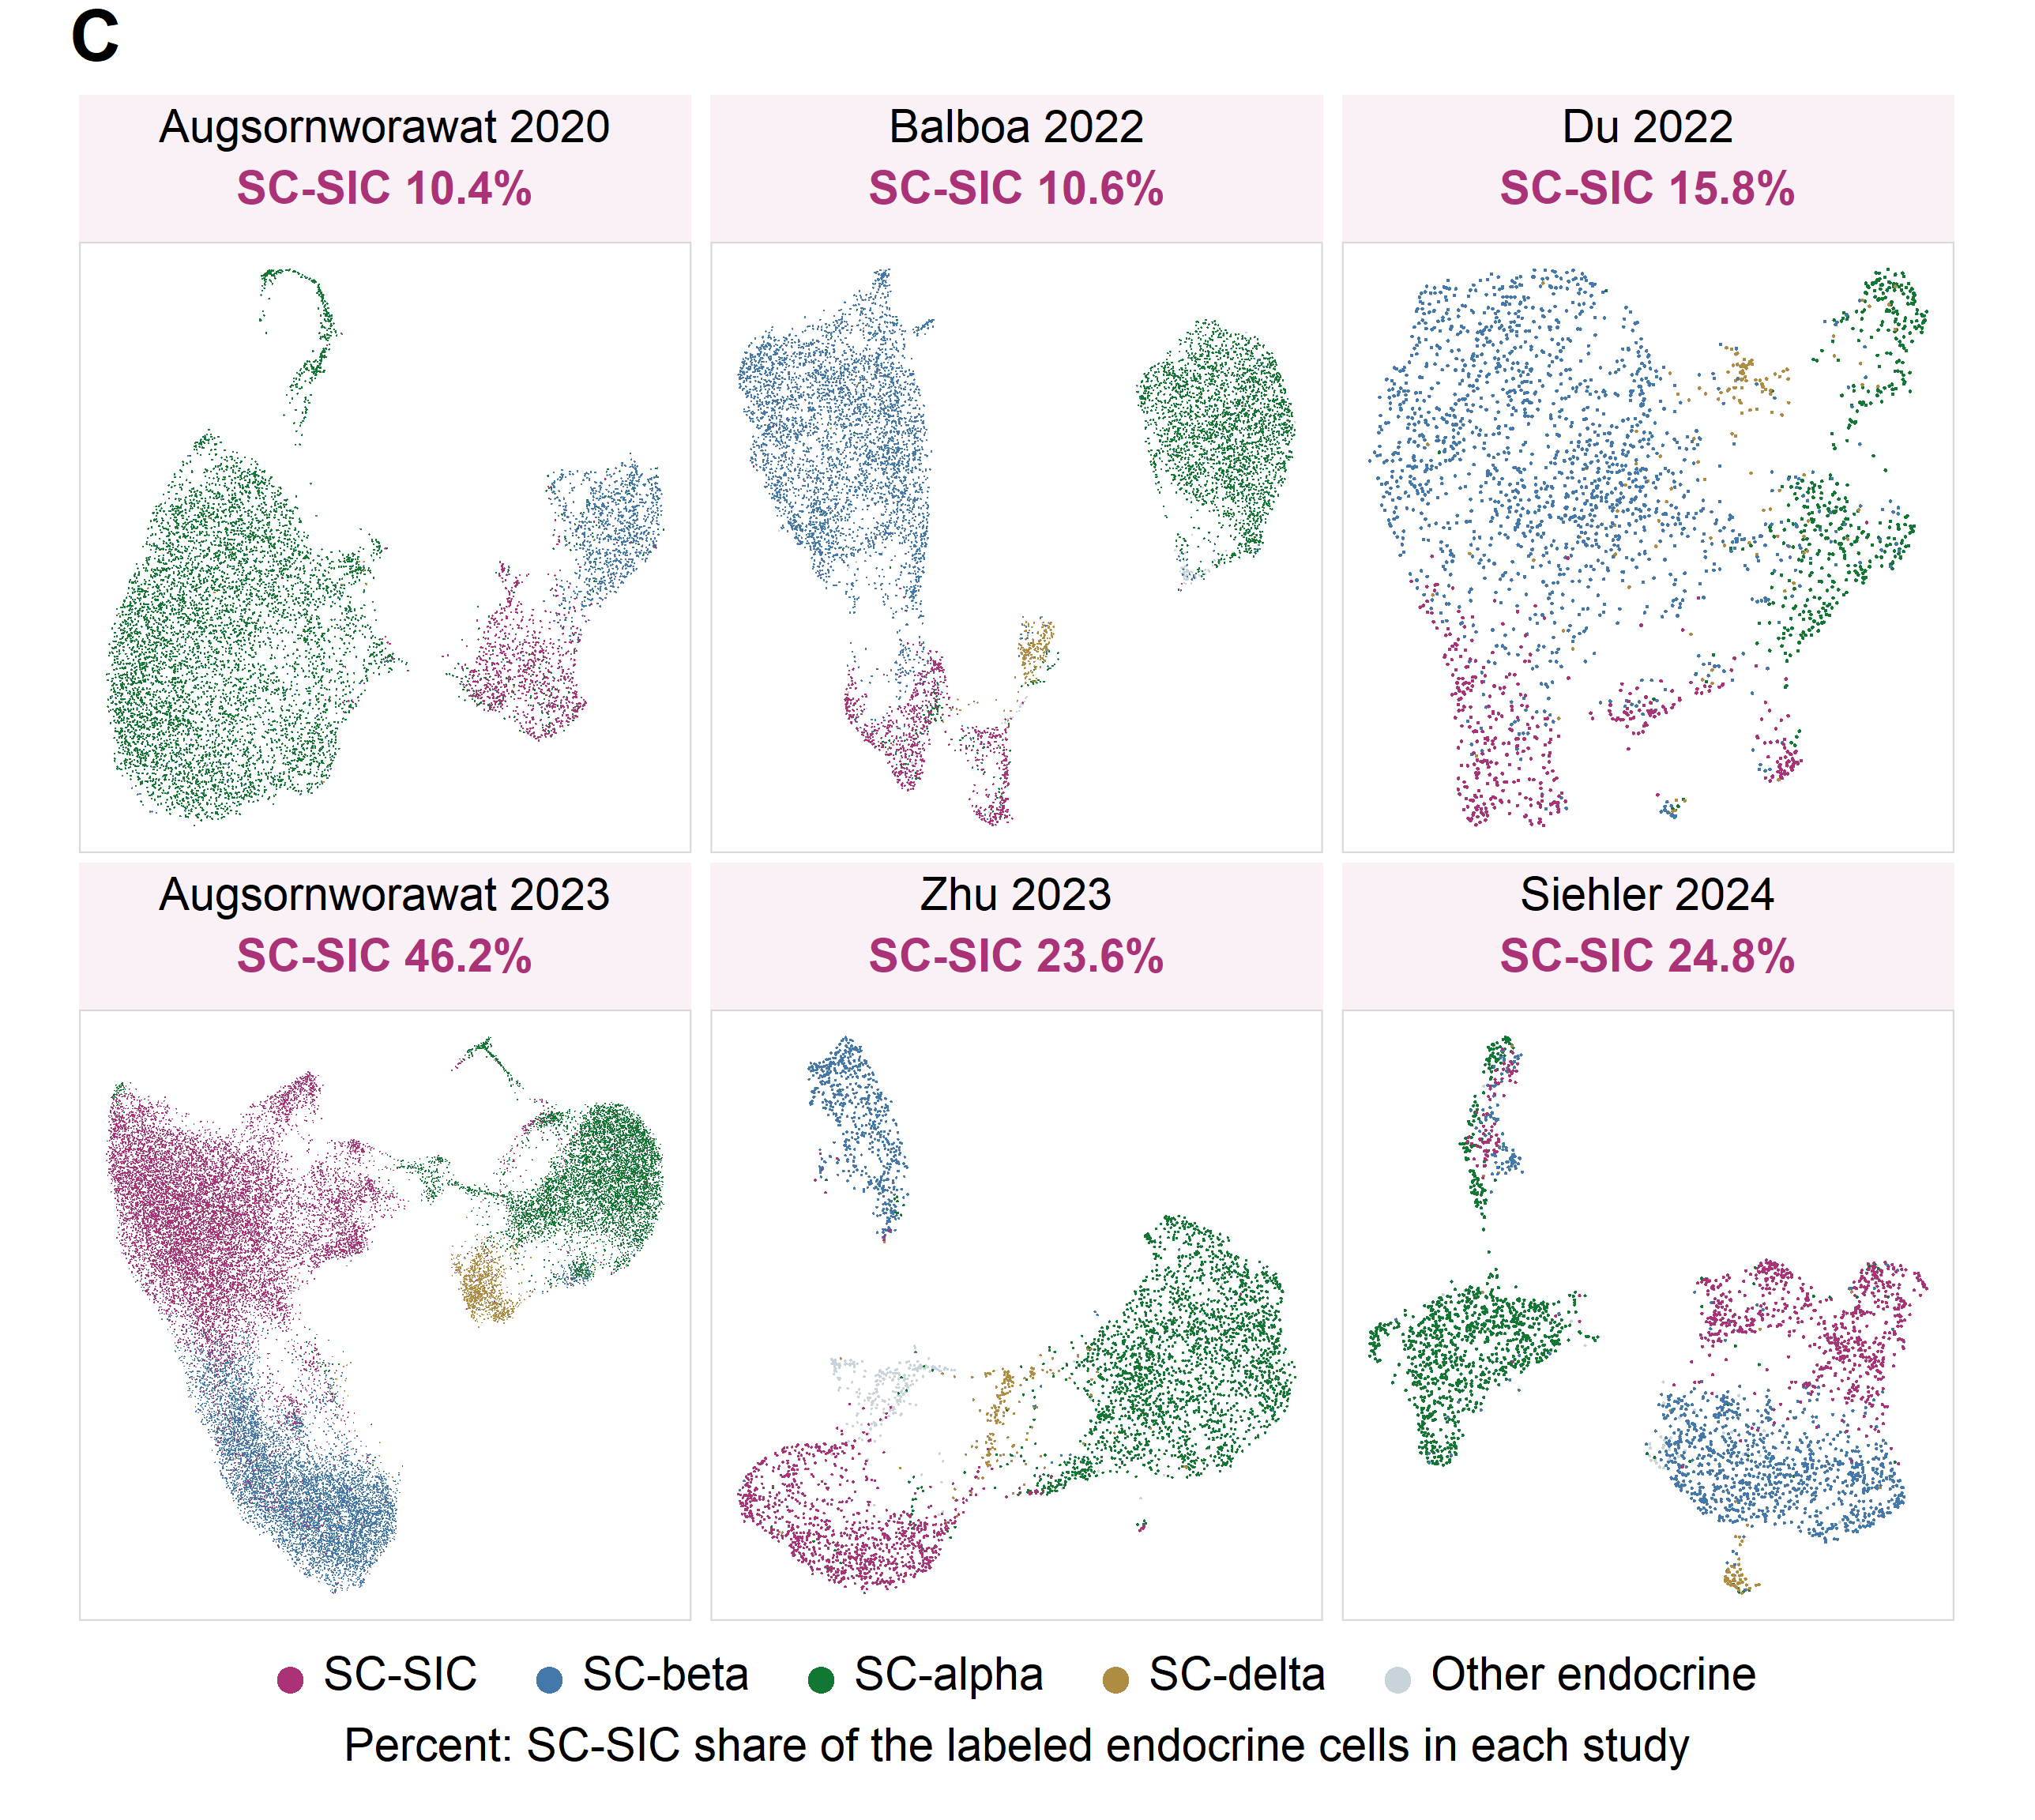 C
Augsornworawat 2020
SC-SIC 10.4%
Balboa 2022
SC-SIC 10.6%
Du 2022
SC-SIC 15.8%
Augsornworawat 2023
SC-SIC 46.2%
Zhu 2023
SC-SIC 23.6%
Siehler 2024
SC-SIC 24.8%
SC-SIC SC-beta SC-alpha SC-delta Other endocrine
Percent: SC-SIC share of the labeled endocrine cells in each study